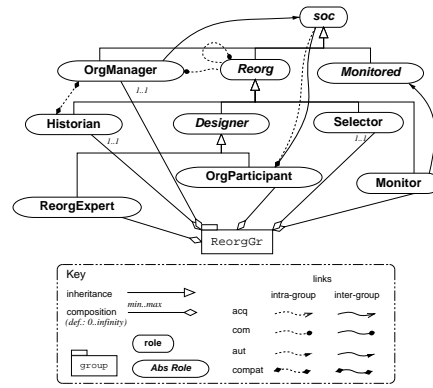 soc
OrgManager
Reorg
Monitored
1..1
Historian
Designer
Selector
1..1
1..1
OrgParticipant
Monitor
ReorgExpert
ReorgGr
Key
links
inheritance
intra-group
inter-group
min..max
composition
acq
(def.: 0..infinity)
com
role
aut
group
Abs Role
compat